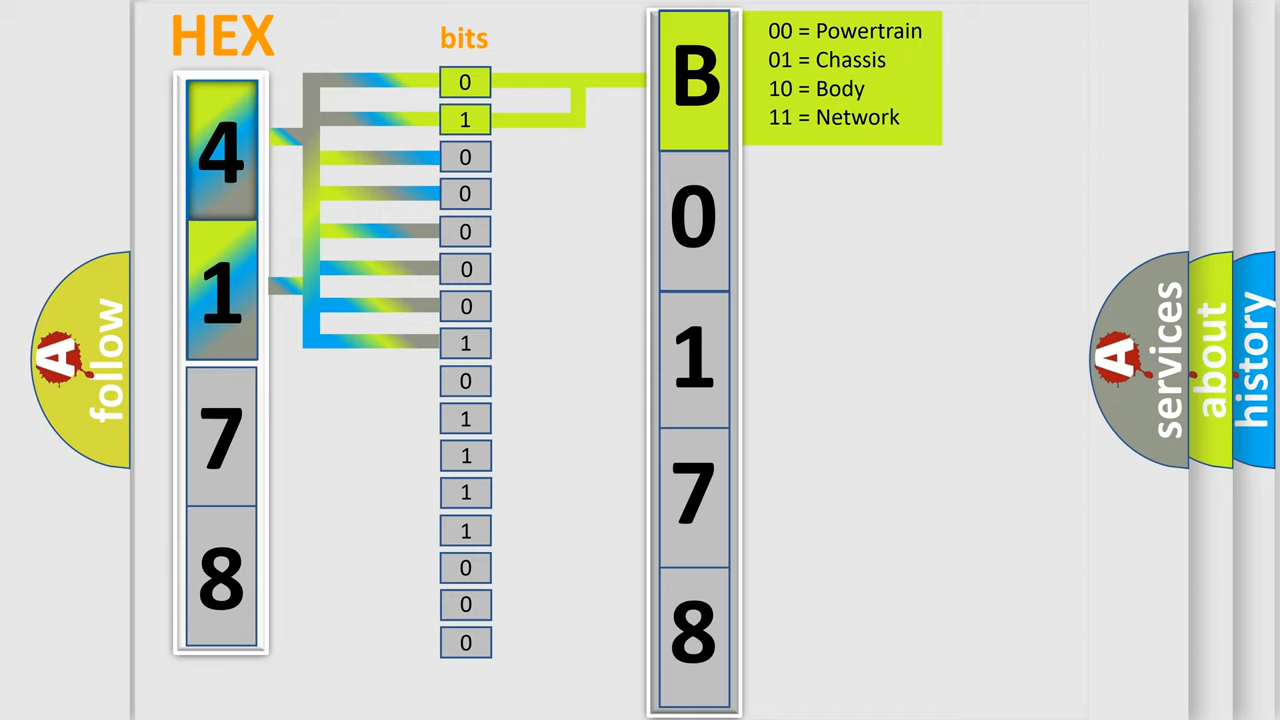 HEX
bits
4
1
7
8
0
1
0
0
0
0
0
1
0
1
1
1
1
0
0
0
B
0
1
7
8
00 = Powertrain
01 = Chassis
10 = Body
11 = Network
A follow
A services
about
history